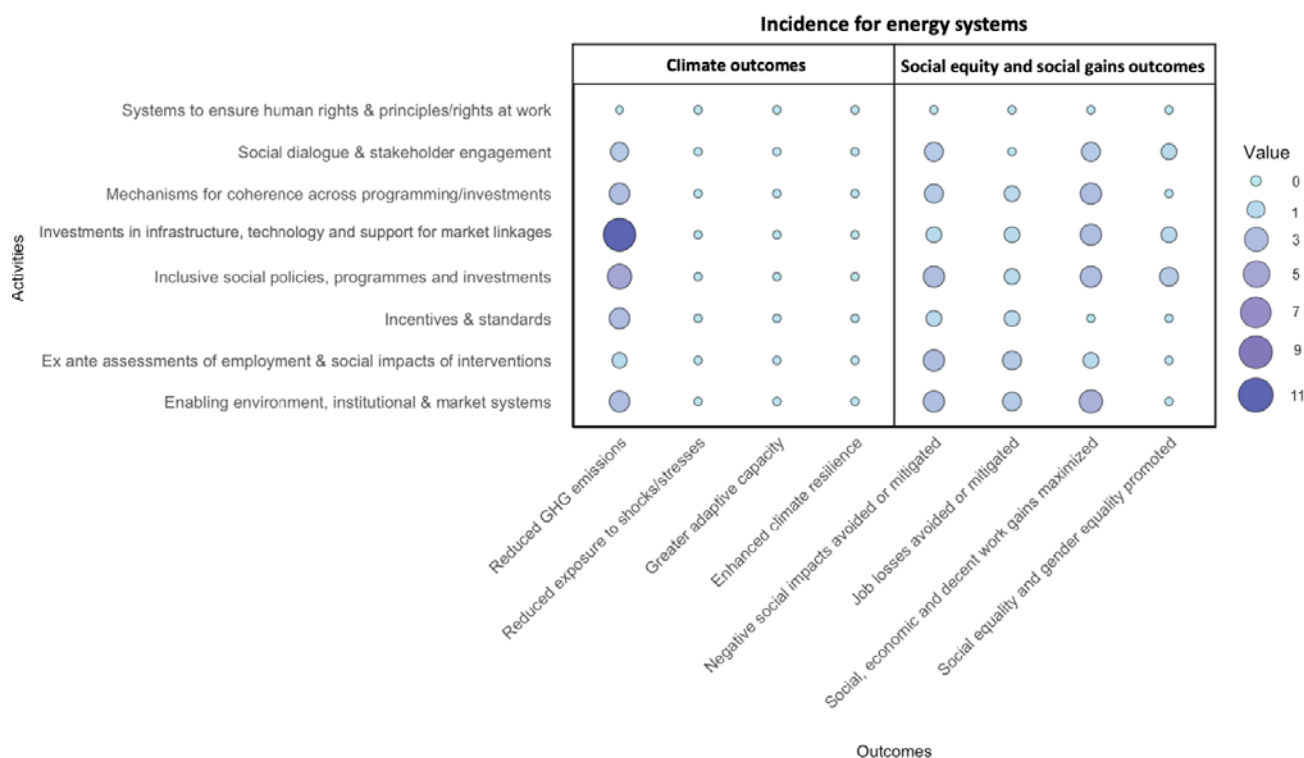 Incidence for energy systems
Climate outcomes
Social equity and social gains outcomes
Activities
Systems to ensure human rights & principles/rights at work
Social dialogue & stakeholder engagement
Mechanisms for coherence across programming/investments
Investments in infrastructure, technology and support for market linkages
Inclusive social policies, programmes and investments
Incentives & standards
Ex ante assessments of employment & social impacts of interventions
Enabling environment, institutional & market systems
Value
0
1
3
5
7
9
11
Reduced GHG emissions
Reduced exposure to shocks/stresses
Greater adaptive capacity
Enhanced climate resilience
Negative social impacts avoided or mitigated
Job losses avoided or mitigated
Social, economic and decent work gains maximized
Social equality and gender equality promoted
Outcomes